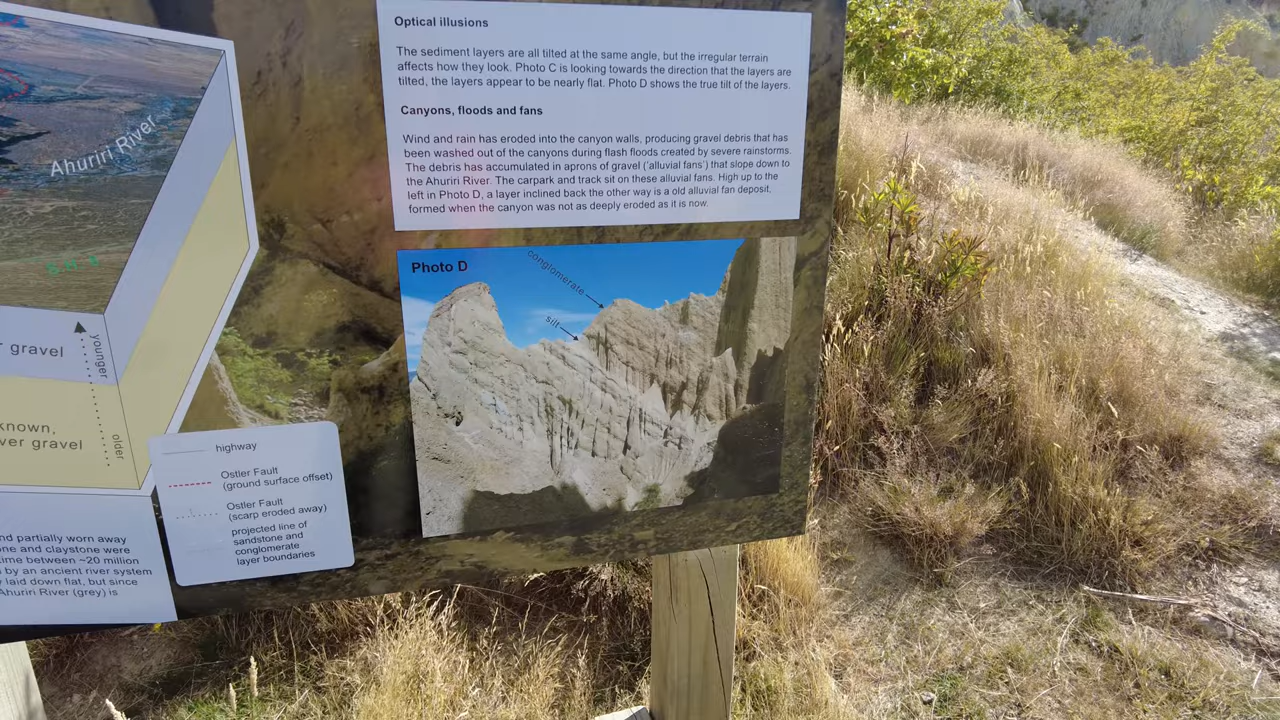 Optical illusions
The sediment layers are all tilted at the same angle, but the irregular terrain
affects how they look. Photo C is looking towards the direction that the layers are
tilted, the layers appear to be nearly flat. Photo D shows the true tilt of the layers.
Canyons, floods and fans
Wind and rain has eroded into the canyon walls, producing gravel debris that has
been washed out of the canyons during flash floods created by severe rainstorms.
The debris has accumulated in aprons of gravel ('alluvial fans') that slope down to
the Ahuriri River. The carpark and track sit on these alluvial fans. High up to the
left in Photo D, a layer inclined back the other way is a old alluvial fan deposit,
formed when the canyon was not as deeply eroded as it is now.
Photo D
conglomerate
silt
Ahuriri River
S.H. 8
r gravel
younger
older
known,
ver gravel
highway
Ostler Fault
(ground surface offset)
Ostler Fault
(scarp eroded away)
projected line of
sandstone and
conglomerate
layer boundaries
nd partially worn away
one and claystone were
time between ~20 million
s by an ancient river system
y laid down flat, but since
Ahuriri River (grey) is